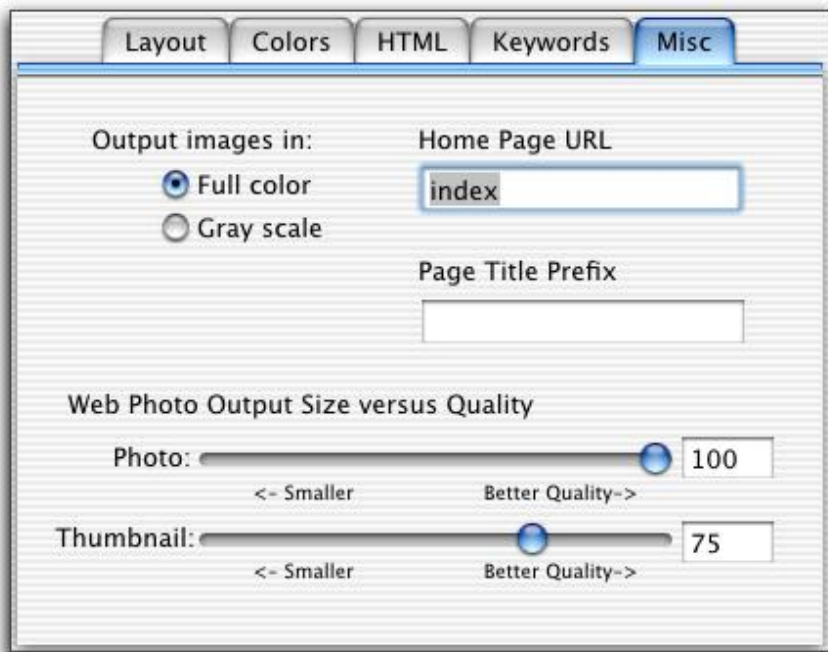 Layout Colors HTML Keywords Misc
Output images in:
Full color
Gray scale
Home Page URL
index
Page Title Prefix
Web Photo Output Size versus Quality
Photo: 100
<- Smaller Better Quality->
Thumbnail: 75
<- Smaller Better Quality->